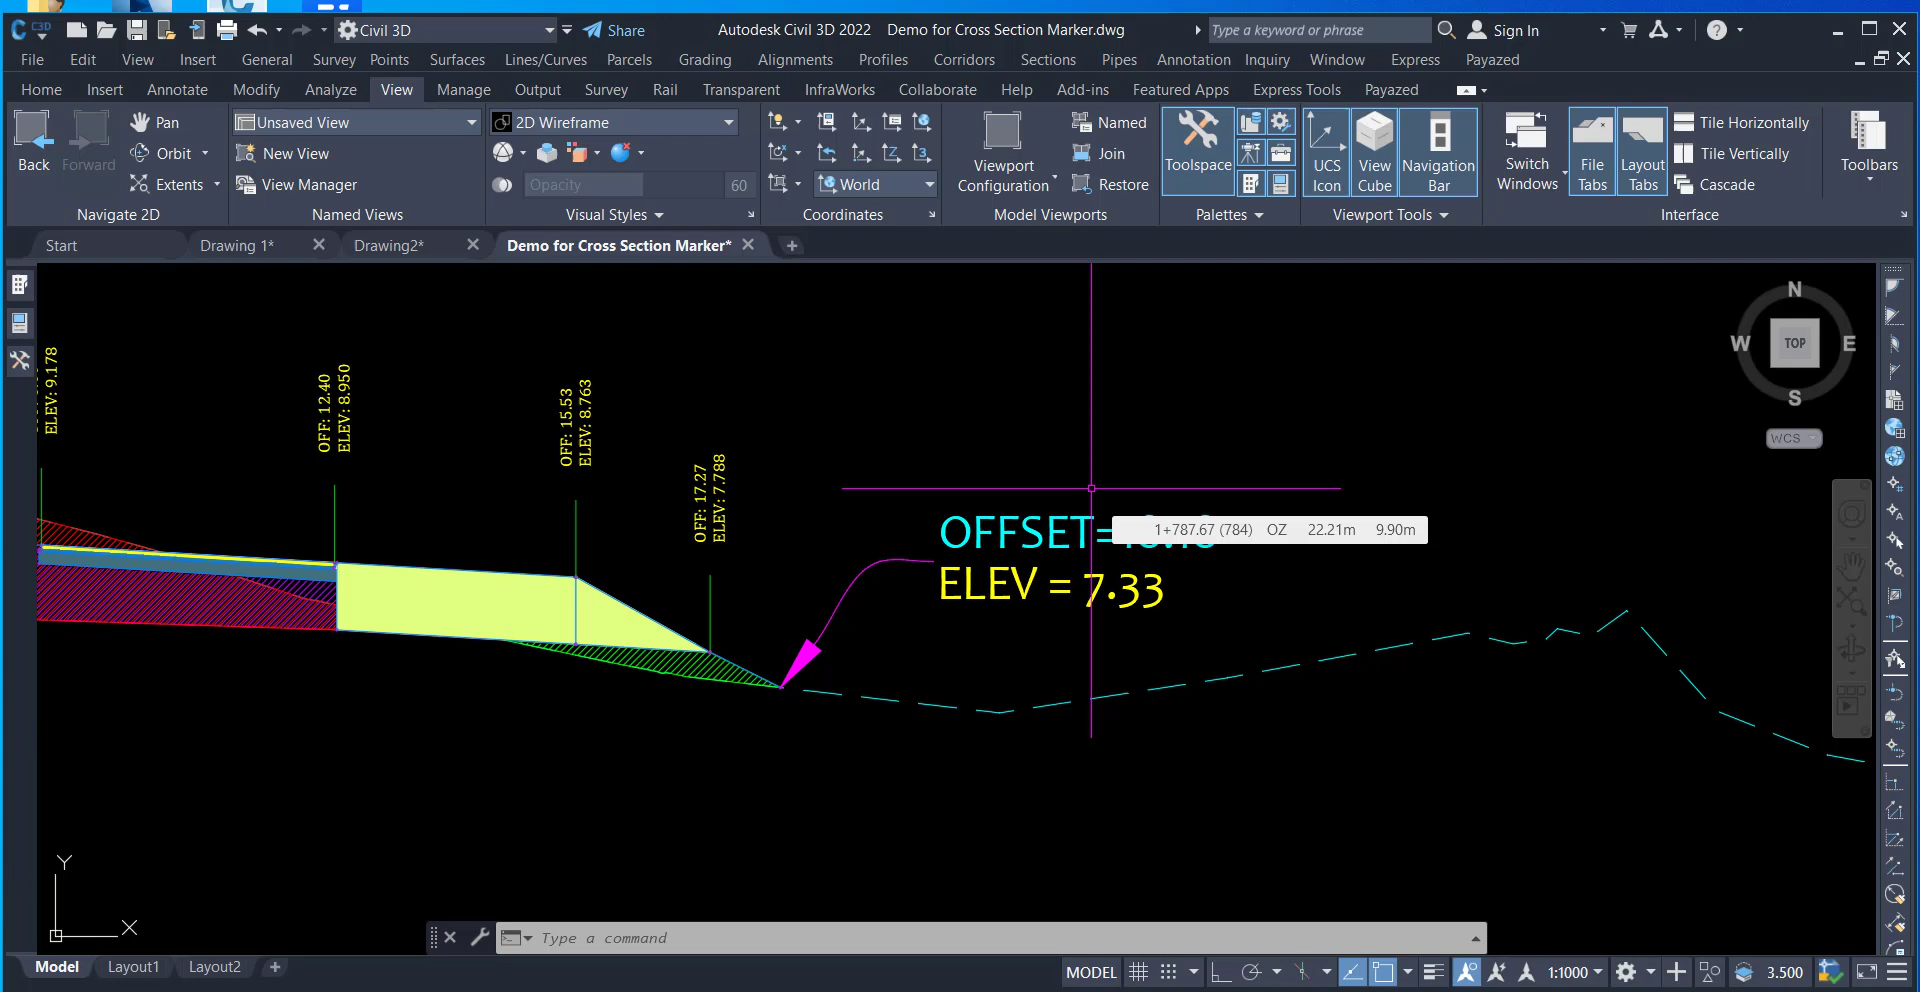 C3D Civil 3D Share Autodesk Civil 3D 2022 Demo for Cross Section Marker.dwg Type a keyword or phrase Sign In
File Edit View Insert General Survey Points Surfaces Lines/Curves Parcels Grading Alignments Profiles Corridors Sections Pipes Annotation Inquiry Window Express Payazed
Home Insert Annotate Modify Analyze View Manage Output Survey Rail Transparent InfraWorks Collaborate Help Add-ins Featured Apps Express Tools Payazed
Pan Unsaved View 2D Wireframe Named Tile Horizontally
Orbit New View Join Tile Vertically
Back Forward Extents View Manager Opacity 60 World Viewport Configuration Restore Toolspace UCS Icon View Cube Navigation Bar Switch Windows File Tabs Layout Tabs Cascade Toolbars
Navigate 2D Named Views Visual Styles Coordinates Model Viewports Palettes Viewport Tools Interface
Start Drawing 1* Drawing2* Demo for Cross Section Marker*
N
W TOP E
S
WCS
ELEV: 9.178
OFF: 12.40
ELEV: 8.950
OFF: 15.53
ELEV: 8.763
OFF: 17.27
ELEV: 7.788
OFFSET=
1+787.67 (784) OZ 22.21m 9.90m
ELEV = 7.33
Y
X
Type a command
Model Layout1 Layout2
MODEL 1:1000 3.500